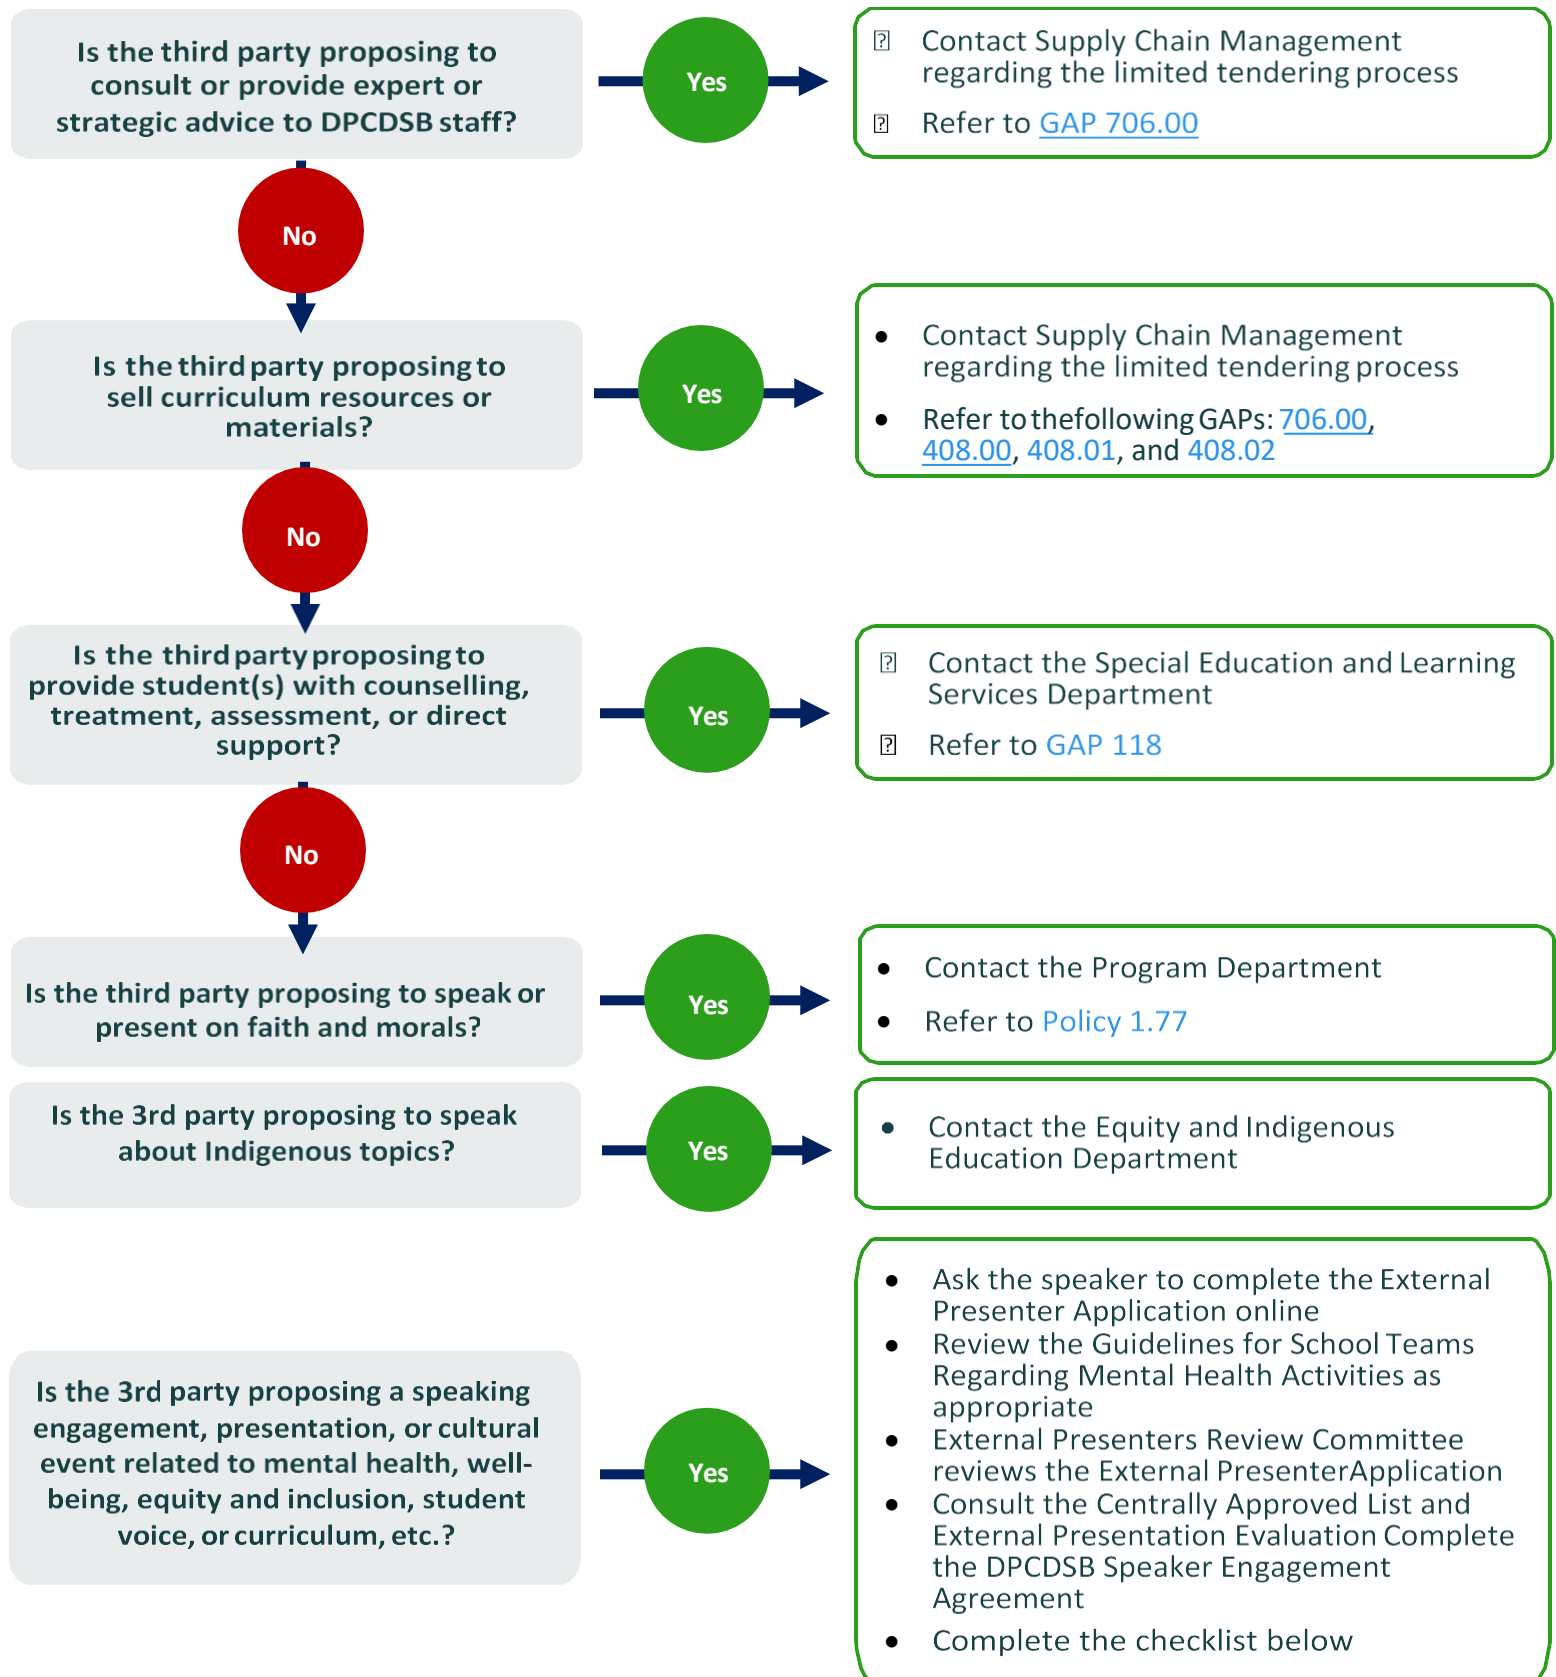 Is the third party proposing to
consult or provide expert or
strategic advice to DPCDSB staff?
Yes
Contact Supply Chain Management
regarding the limited tendering process
Refer to GAP 706.00
No
Is the third party proposing to
sell curriculum resources or
materials?
Yes
● Contact Supply Chain Management
regarding the limited tendering process
● Refer to thefollowing GAPs: 706.00,
408.00, 408.01, and 408.02
No
Is the third party proposing to
provide student(s) with counselling,
treatment, assessment, or direct
support?
Yes
Contact the Special Education and Learning
Services Department
Refer to GAP 118
No
Is the third party proposing to speak or
present on faith and morals?
Yes
● Contact the Program Department
● Refer to Policy 1.77
Is the 3rd party proposing to speak
about Indigenous topics?
Yes
● Contact the Equity and Indigenous
Education Department
Is the 3rd party proposing a speaking
engagement, presentation, or cultural
event related to mental health, well-
being, equity and inclusion, student
voice, or curriculum, etc.?
Yes
● Ask the speaker to complete the External
Presenter Application online
● Review the Guidelines for School Teams
Regarding Mental Health Activities as
appropriate
● External Presenters Review Committee
reviews the External PresenterApplication
● Consult the Centrally Approved List and
External Presentation Evaluation Complete
the DPCDSB Speaker Engagement
Agreement
● Complete the checklist below